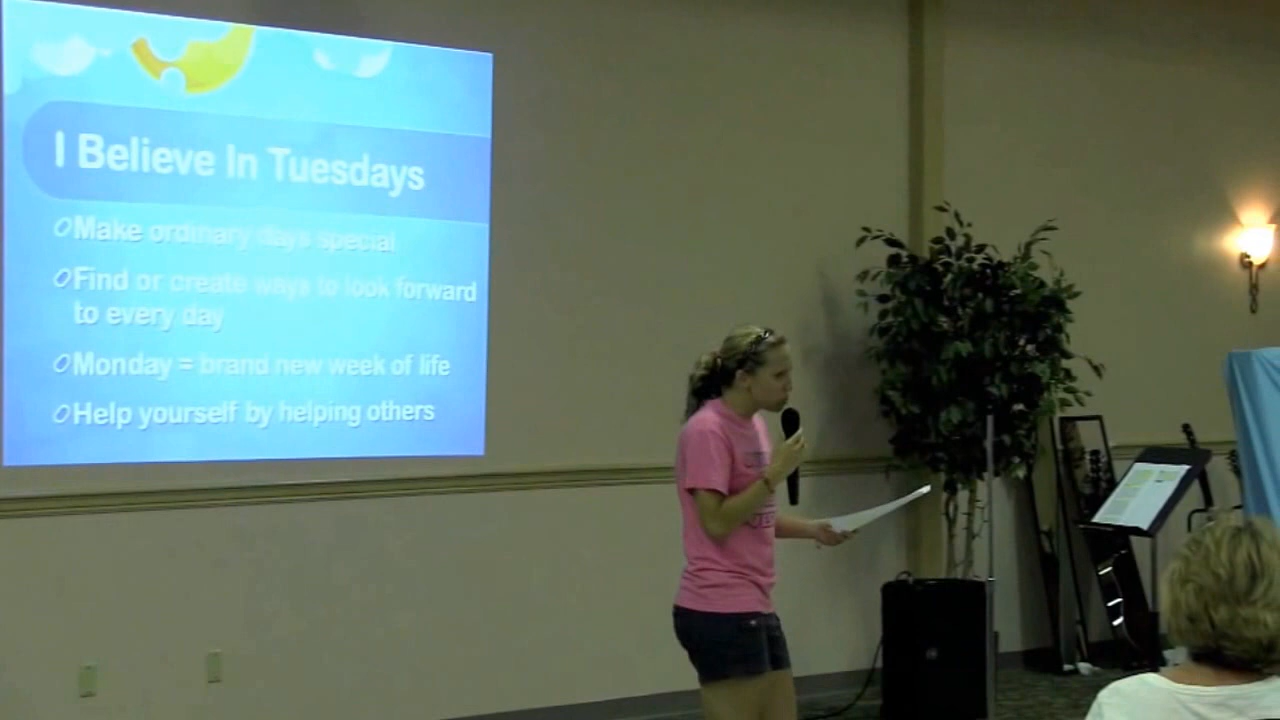 I Believe In Tuesdays
Make ordinary days special
Find or create ways to look forward
to every day
Monday = brand new week of life
Help yourself by helping others